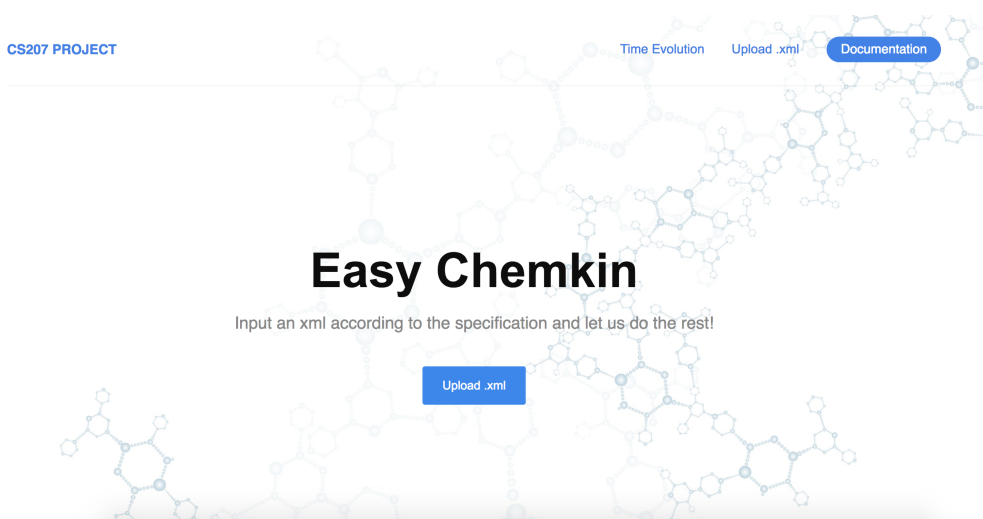 CS207 PROJECT
Time Evolution
Upload .xml
Documentation
Easy Chemkin
Input an xml according to the specification and let us do the rest!
Upload .xml